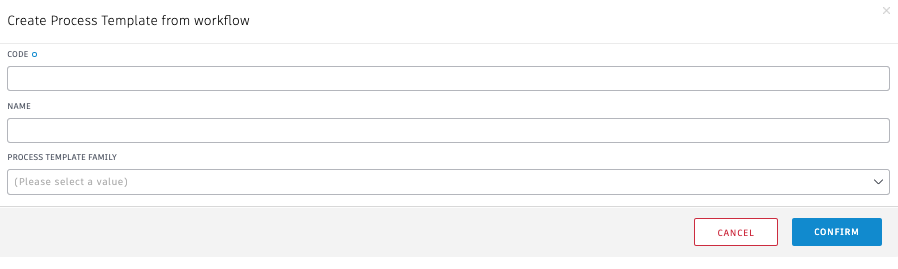 Create Process Template from workflow
CODE
NAME
PROCESS TEMPLATE FAMILY
(Please select a value)
CANCEL CONFIRM